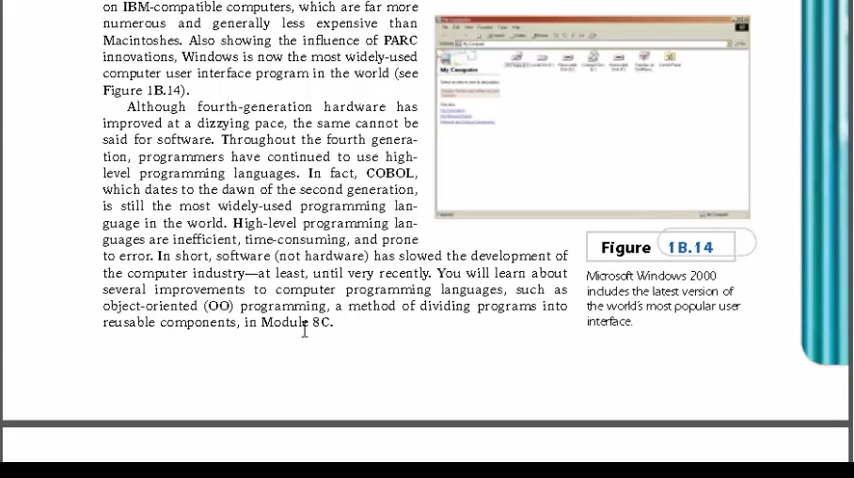 on IBM-compatible computers, which are far more
numerous and generally less expensive than
Macintoshes. Also showing the influence of PARC
innovations, Windows is now the most widely-used
computer user interface program in the world (see
Figure 1B.14).
Although fourth-generation hardware has
improved at a dizzying pace, the same cannot be
said for software. Throughout the fourth genera-
tion, programmers have continued to use high-
level programming languages. In fact, COBOL,
which dates to the dawn of the second generation,
is still the most widely-used programming lan-
guage in the world. High-level programming lan-
guages are inefficient, time-consuming, and prone
to error. In short, software (not hardware) has slowed the development of
the computer industry—at least, until very recently. You will learn about
several improvements to computer programming languages, such as
object-oriented (OO) programming, a method of dividing programs into
reusable components, in Module 8C.
My Computer
Figure 1B.14
Microsoft Windows 2000
includes the latest version of
the world's most popular user
interface.